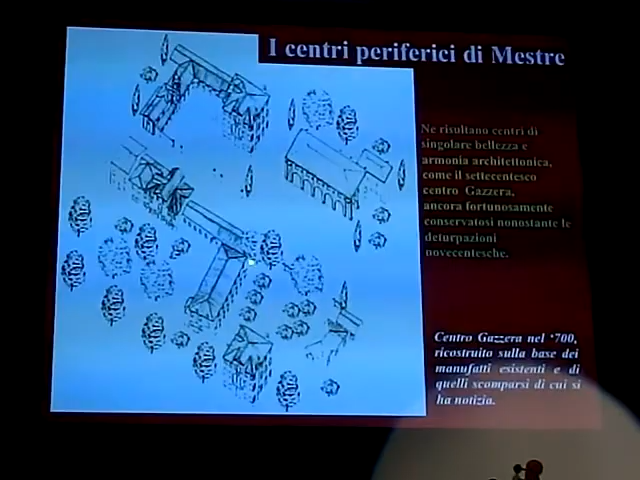 I centri periferici di Mestre
Ne risultano centri di
singolare bellezza e
armonia architettonica,
come il settecentesco
centro Gazzera,
ancora fortunosamente
conservatosi nonostante le
deturpazioni
novecentesche.
Centro Gazzera nel '700,
ricostruito sulla base dei
manufatti esistenti e di
quelli scomparsi di cui si
ha notizia.